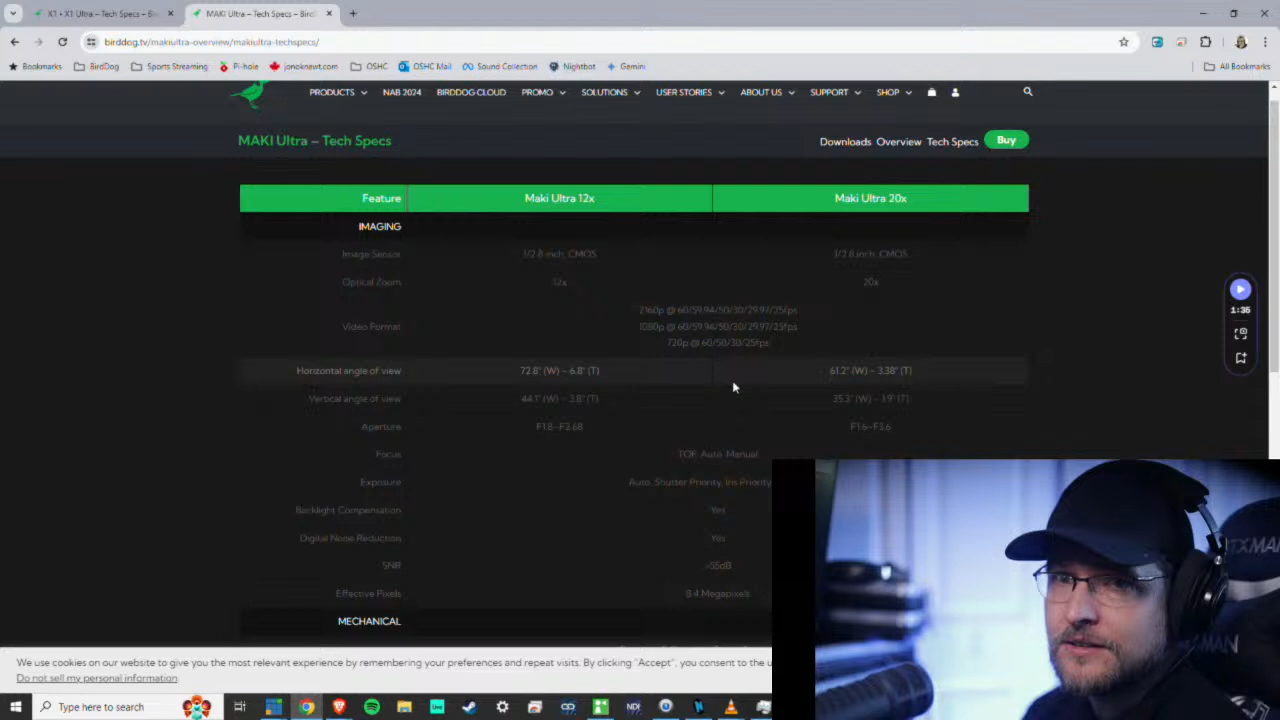 X1 • X1 Ultra – Tech Specs –
MAKI Ultra – Tech Specs – Bird
birddog.tv/makiultra-overview/makiultra-techspecs/
Bookmarks BirdDog Sports Streaming Pi-hole jonoknewt.com OSHC OSHC Mail Sound Collection Nightbot Gemini All Bookmarks
PRODUCTS NAB 2024 BIRDDOG CLOUD PROMO SOLUTIONS USER STORIES ABOUT US SUPPORT SHOP
MAKI Ultra – Tech Specs
Downloads Overview Tech Specs Buy
Feature Maki Ultra 12x Maki Ultra 20x
IMAGING
Image Sensor 1/2.8 inch, CMOS 1/2.8 inch, CMOS
Optical Zoom 12x 20x
2160p @ 60/59.94/50/30/29.97/25fps
Video Format 1080p @ 60/59.94/50/30/29.97/25fps
720p @ 60/50/30/25fps
Horizontal angle of view 72.8° (W) – 6.8° (T) 61.2° (W) – 3.38° (T)
Vertical angle of view 44.1° (W) – 3.8° (T) 35.3° (W) – 1.9° (T)
Aperture F1.8~F2.68 F1.6~F3.6
Focus TOF, Auto, Manual
Exposure Auto, Shutter Priority, Iris Priority
Backlight Compensation Yes
Digital Noise Reduction Yes
SNR >55dB
Effective Pixels 8.4 Megapixels
MECHANICAL
1:35
We use cookies on our website to give you the most relevant experience by remembering your preferences and repeat visits. By clicking "Accept", you consent to the u
Do not sell my personal information
Type here to search
Live
NDI
TXMAN
XMAN